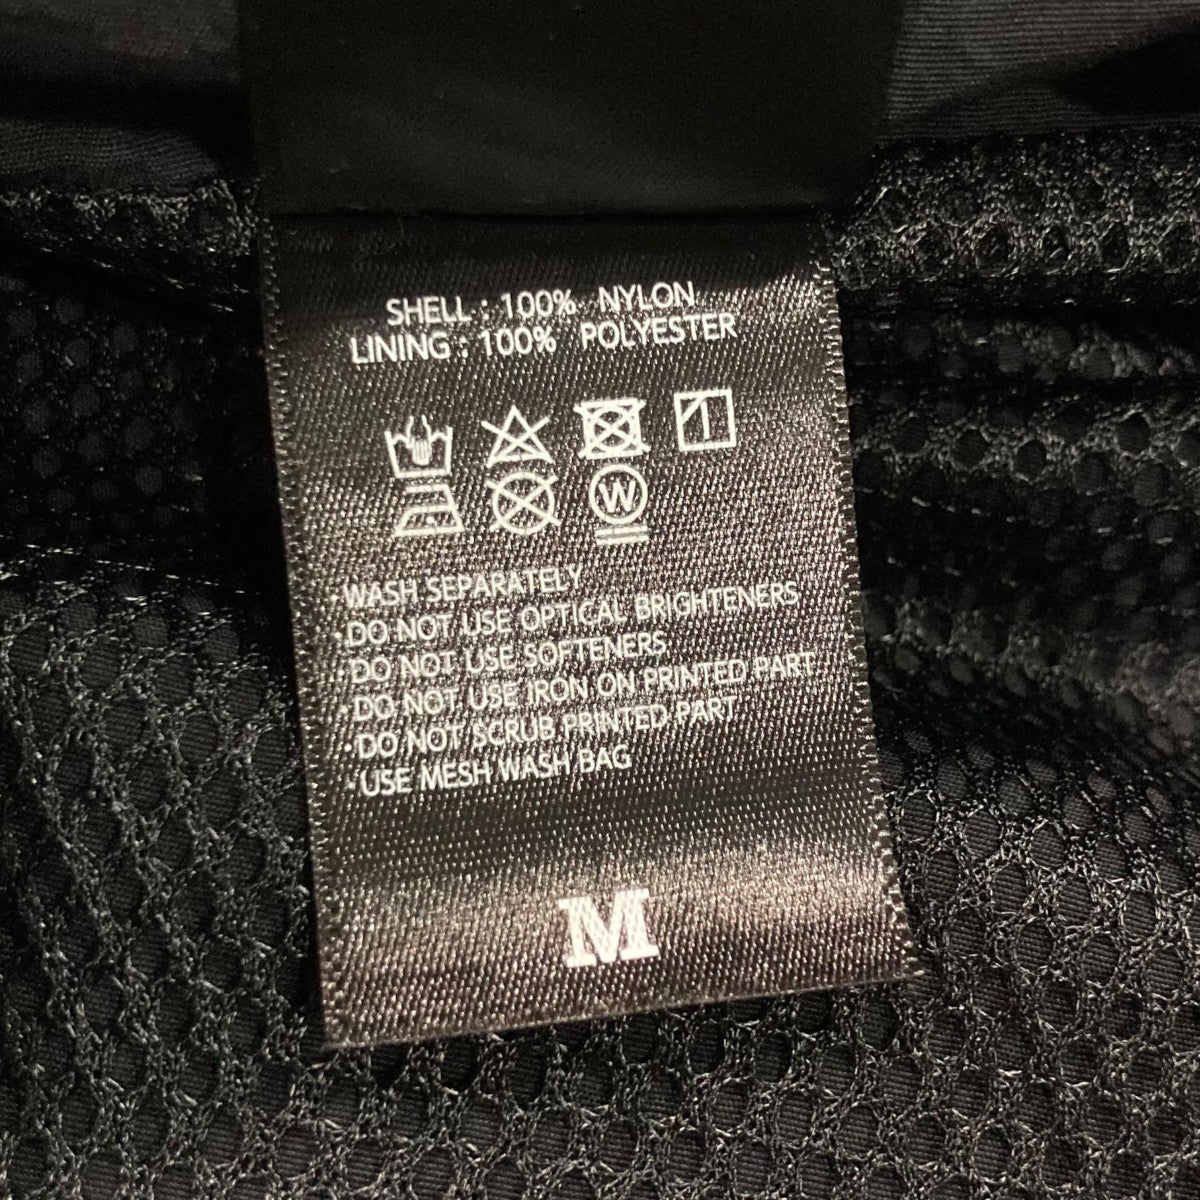 SHELL : 100% NYLON
LINING : 100% POLYESTER
W
·WASH SEPARATELY
·DO NOT USE OPTICAL BRIGHTENERS
·DO NOT USE SOFTENERS
·DO NOT USE IRON ON PRINTED PART
·DO NOT SCRUB PRINTED PART
·USE MESH WASH BAG
M